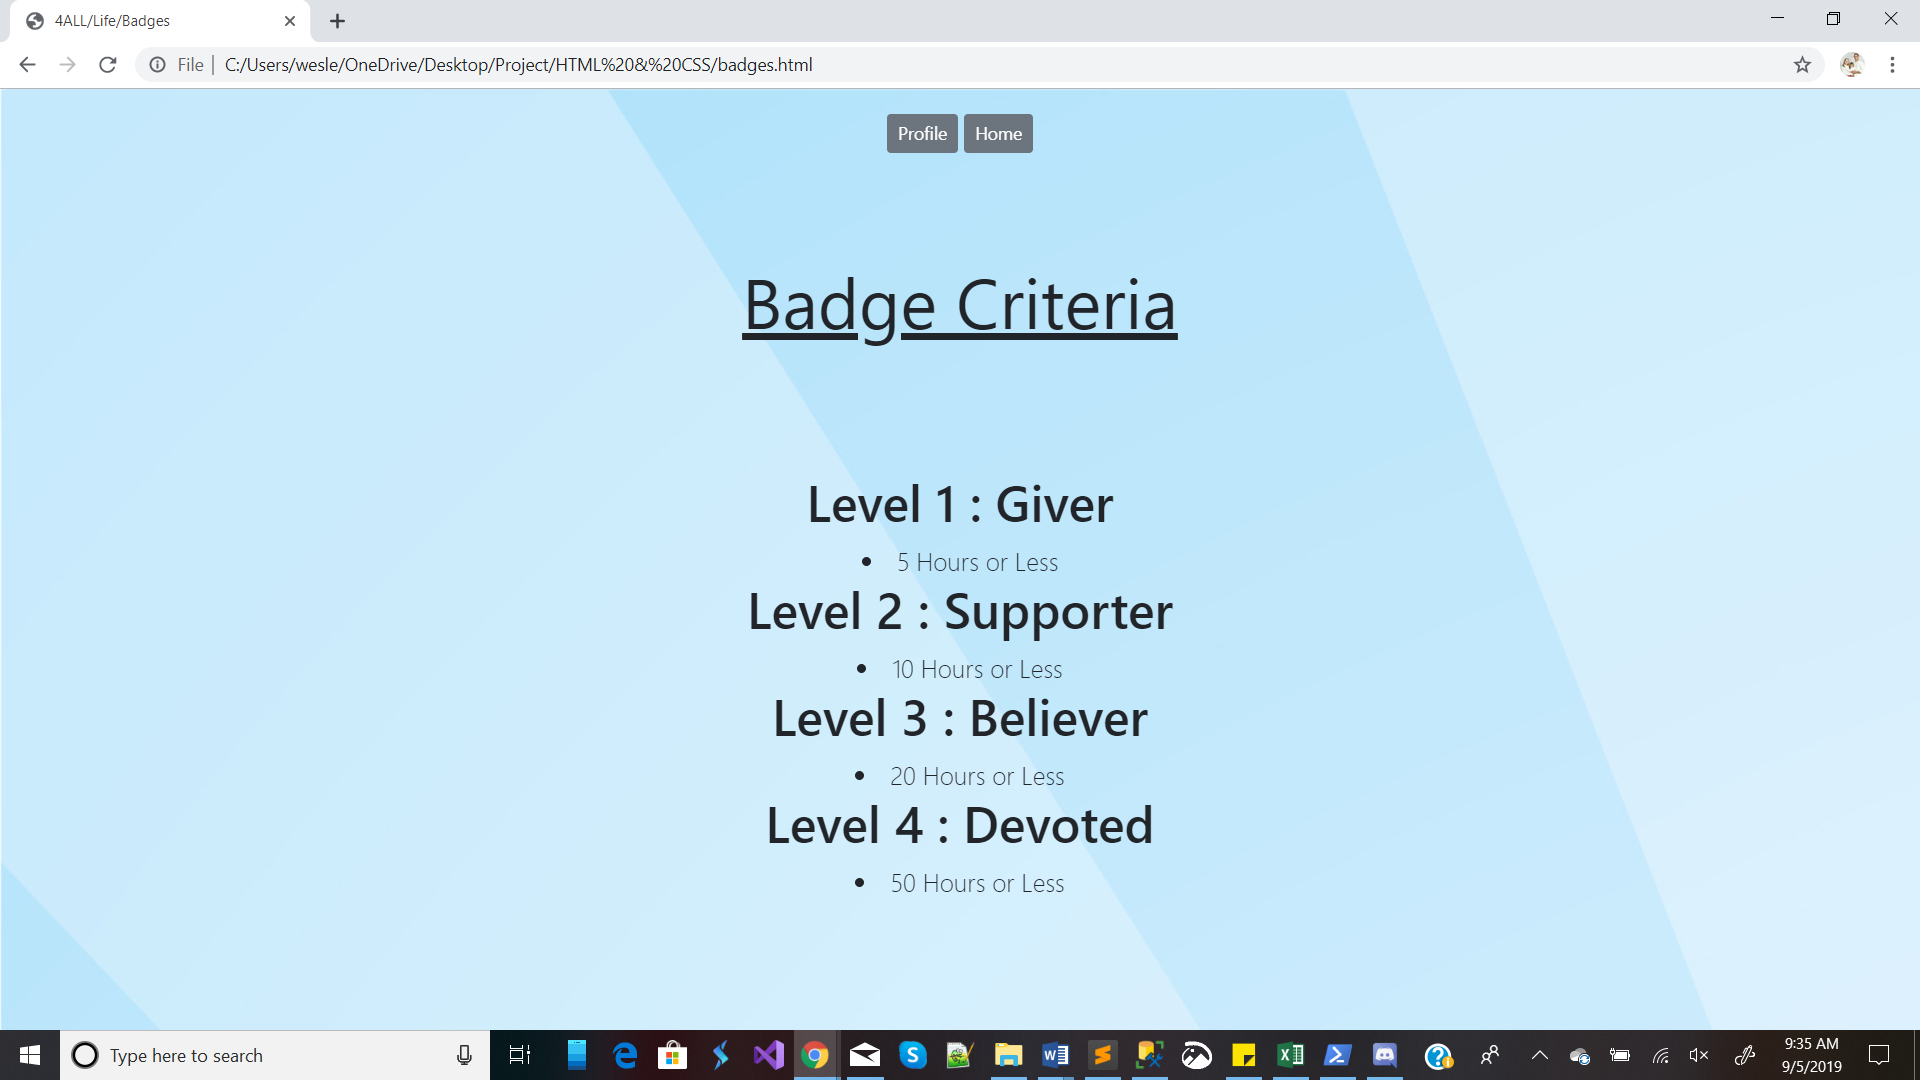 4ALL/Life/Badges
File | C:/Users/wesle/OneDrive/Desktop/Project/HTML%20&%20CSS/badges.html
Profile Home
Badge Criteria
Level 1 : Giver
• 5 Hours or Less
Level 2 : Supporter
• 10 Hours or Less
Level 3 : Believer
• 20 Hours or Less
Level 4 : Devoted
• 50 Hours or Less
Type here to search
9:35 AM
9/5/2019